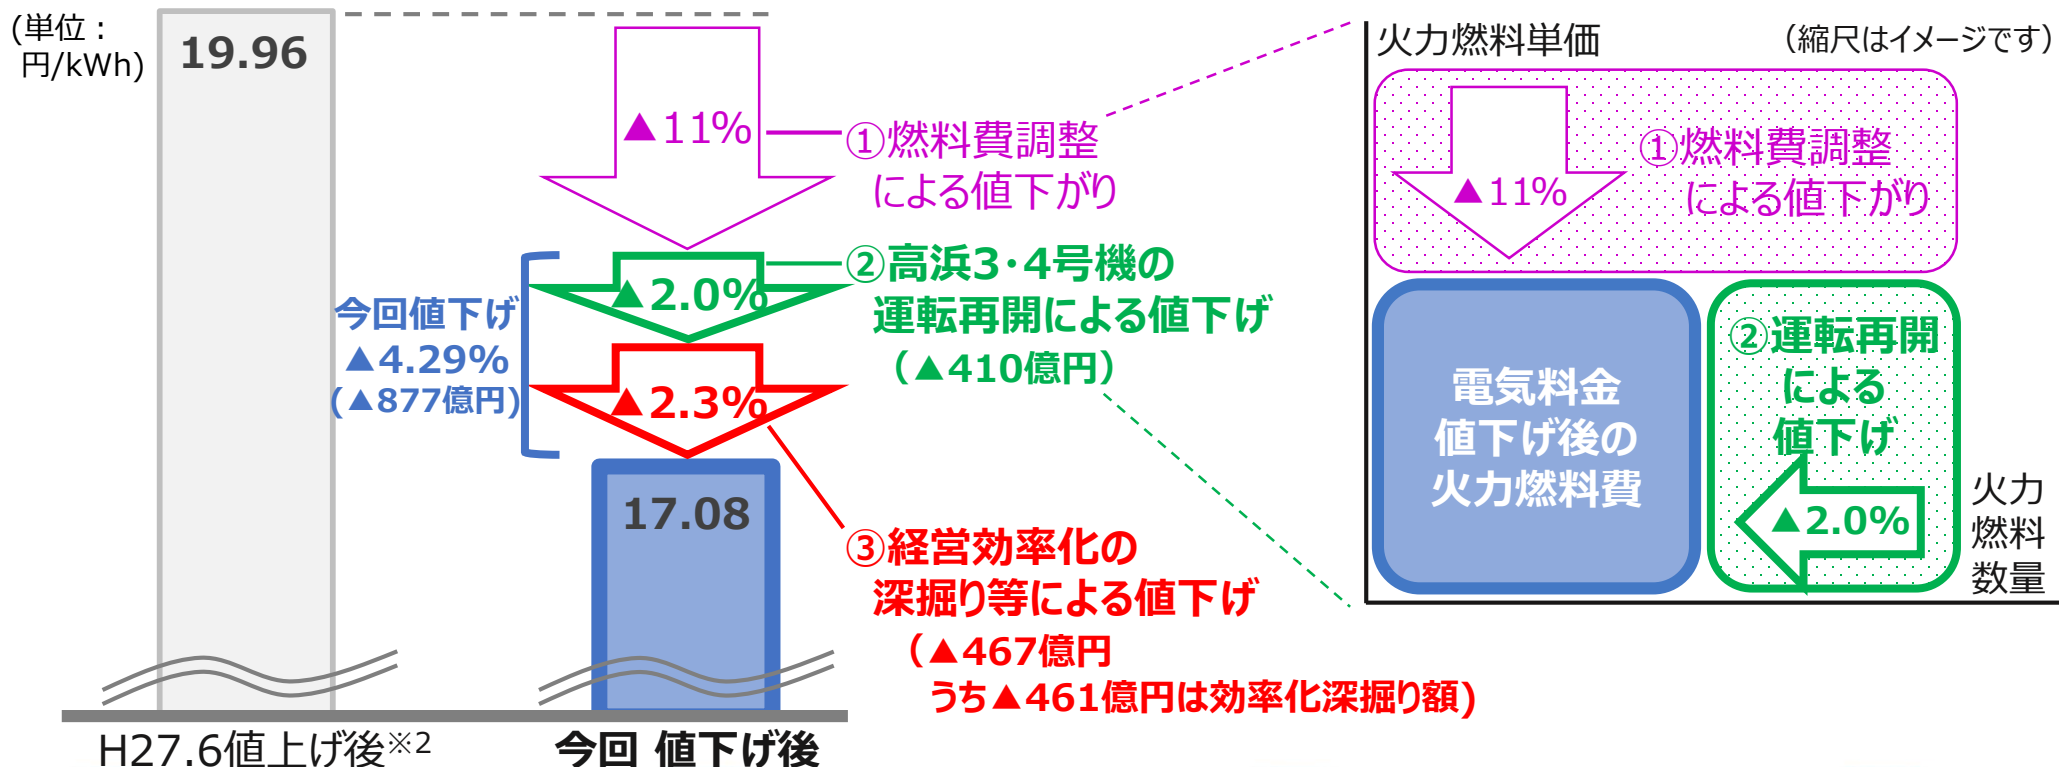 (単位：
円/kWh)
19.96
▲11%
①燃料費調整
による値下がり
▲2.0%
②高浜3･4号機の
運転再開による値下げ
（▲410億円）
今回値下げ
▲4.29%
(▲877億円)
▲2.3%
17.08
③経営効率化の
深掘り等による値下げ
（▲467億円
うち▲461億円は効率化深掘り額)
H27.6値上げ後※2
今回 値下げ後
火力燃料単価
（縮尺はイメージです）
▲11%
①燃料費調整
による値下がり
電気料金
値下げ後の
火力燃料費
②運転再開
による
値下げ
▲2.0%
火力
燃料
数量